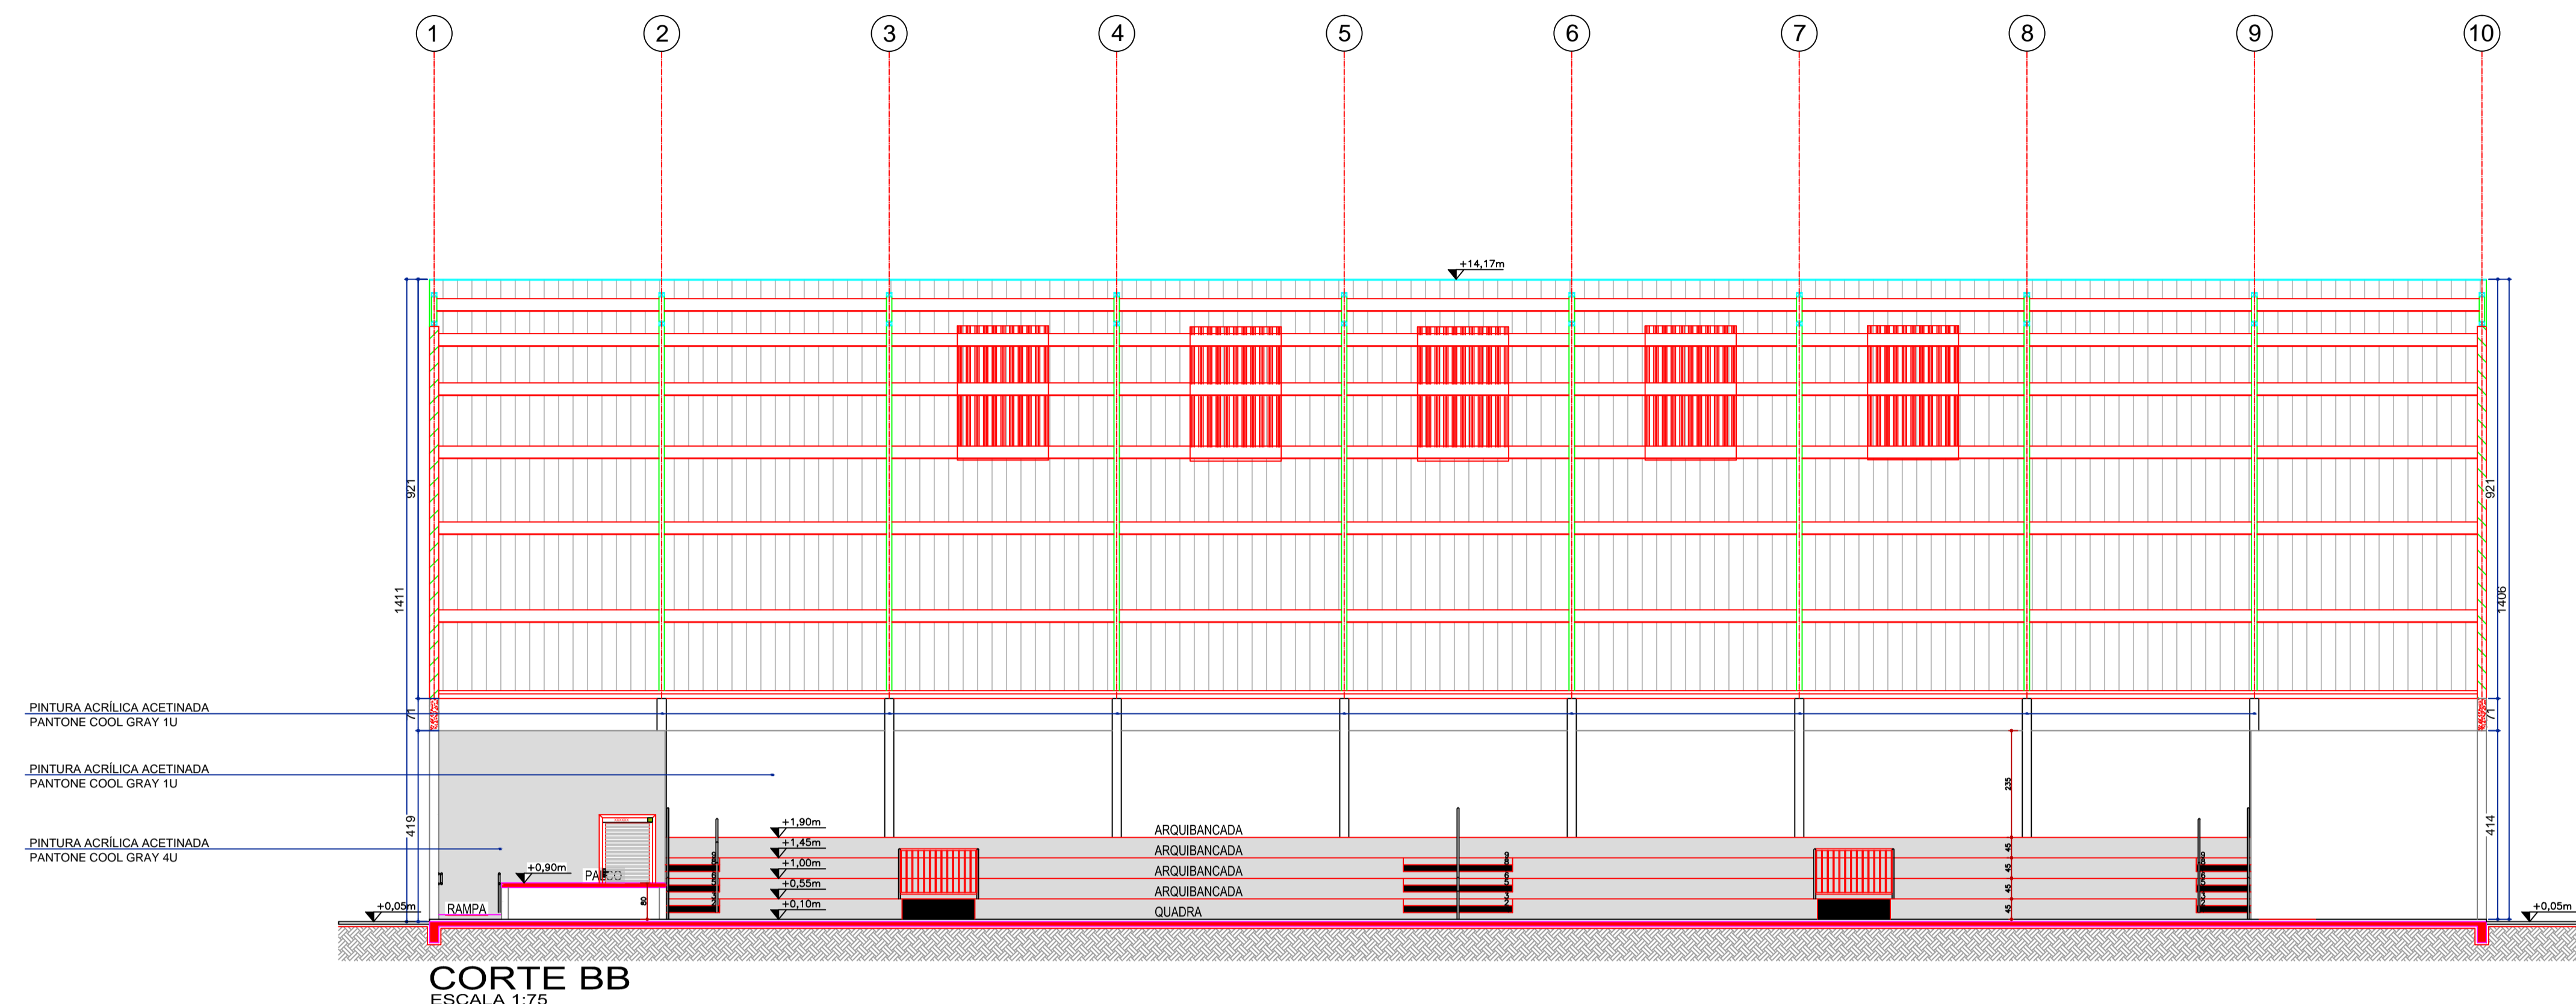 1 2 3 4 5 6 7 8 9 10
+14,17m
921
921
1411
1406
PINTURA ACRÍLICA ACETINADA
PANTONE COOL GRAY 1U
71
71
PINTURA ACRÍLICA ACETINADA
PANTONE COOL GRAY 1U
235
419
414
+1,90m
ARQUIBANCADA
PINTURA ACRÍLICA ACETINADA
PANTONE COOL GRAY 4U
+1,45m
ARQUIBANCADA
45
+0,90m
+1,00m
ARQUIBANCADA
45
+0,55m
ARQUIBANCADA
45
80
+0,05m
RAMPA
+0,10m
QUADRA
45
+0,05m
CORTE BB
ESCALA 1:75